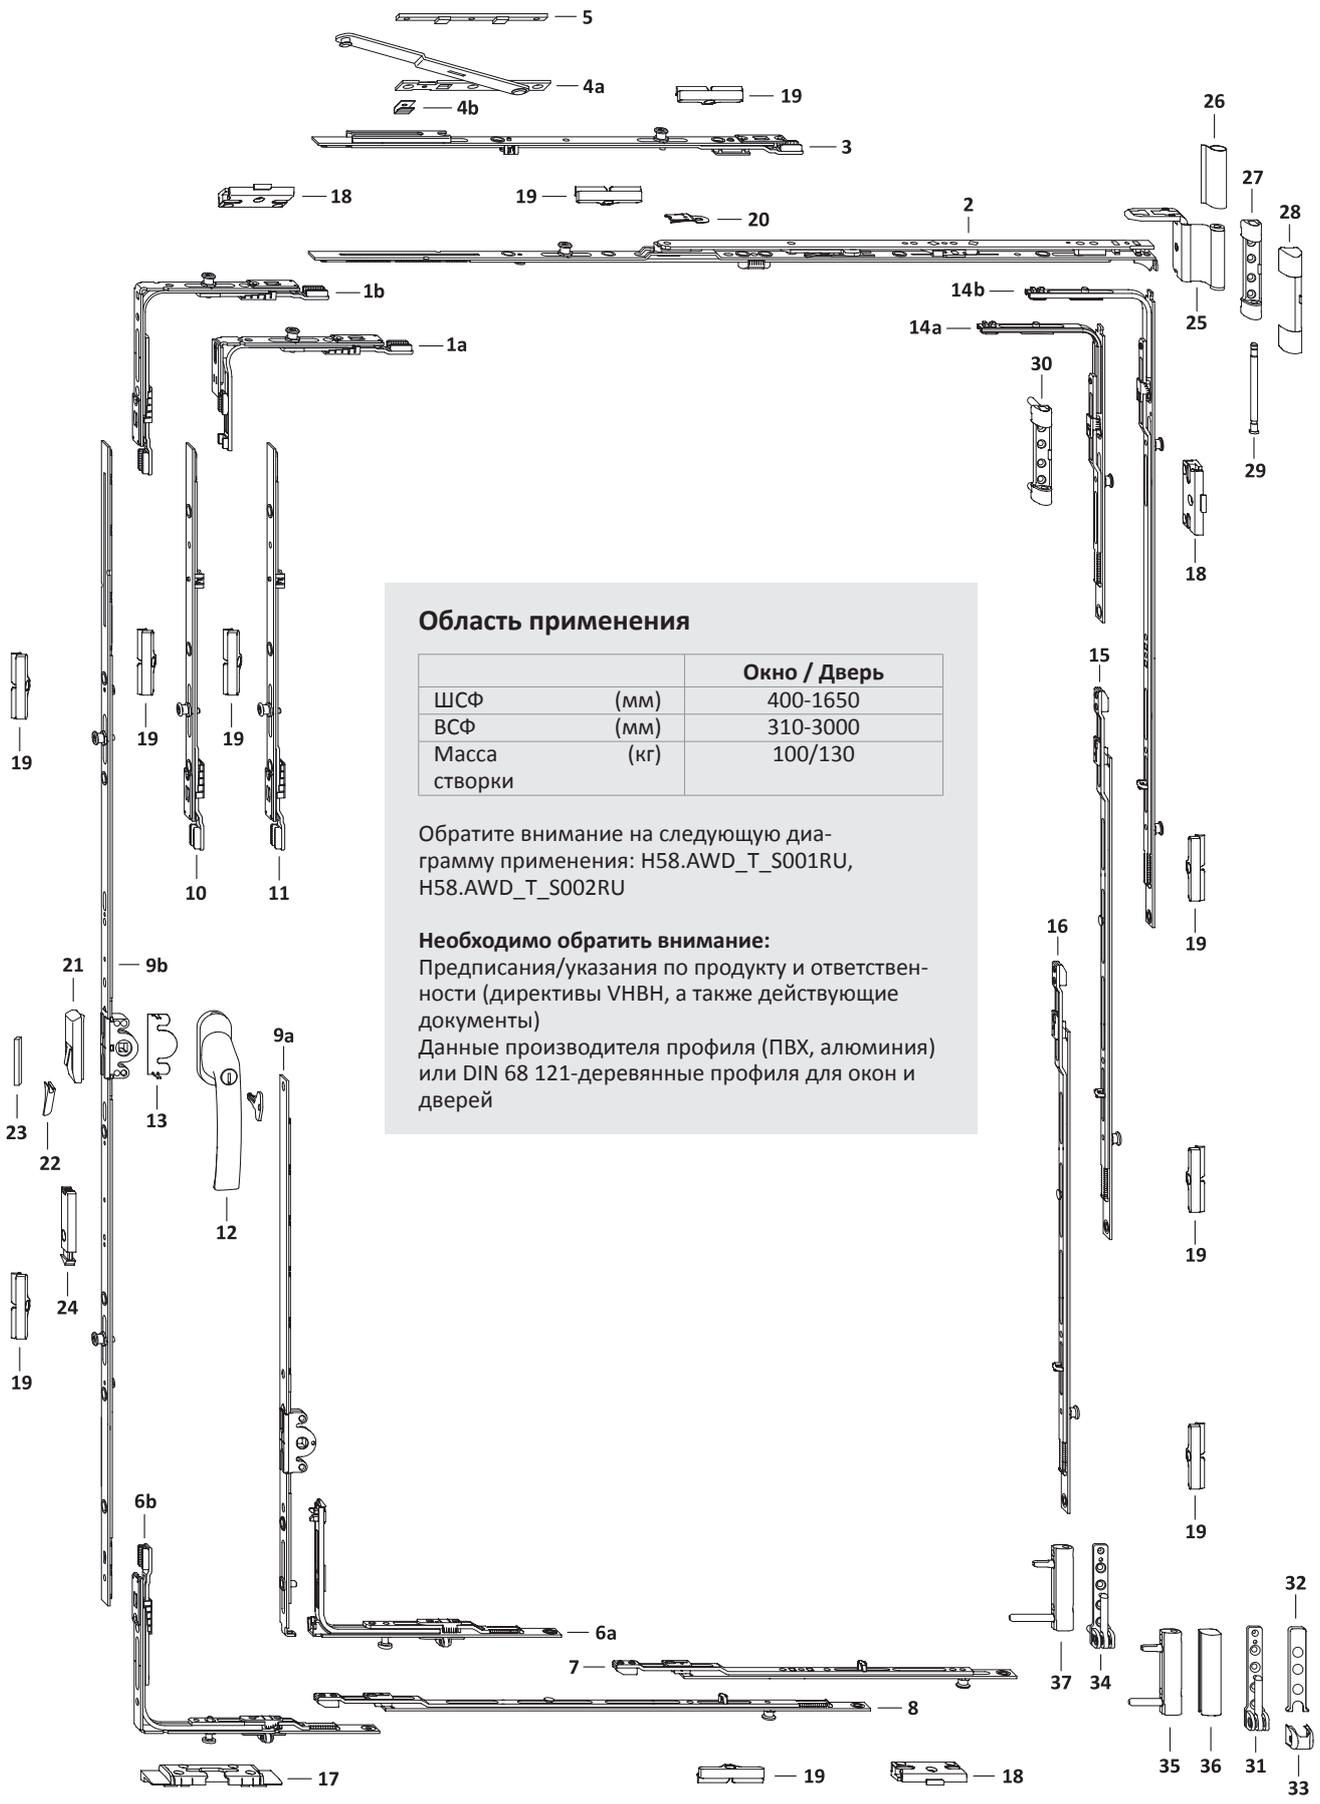 5
4a
4b
19
3
26
18
19
20
2
27
28
1b
14b
25
14a
1a
30
29
18
Область применения
Окно / Дверь
ШСФ (мм) 400-1650
ВСФ (мм) 310-3000
Масса (кг) 100/130
створки
Обратите внимание на следующую диа-
грамму применения: H58.AWD_T_S001RU,
H58.AWD_T_S002RU
Необходимо обратить внимание:
Предписания/указания по продукту и ответствен-
ности (директивы VHBH, а также действующие
документы)
Данные производителя профиля (ПВХ, алюминия)
или DIN 68 121-деревянные профиля для окон и
дверей
15
19
19
19
10
11
16
19
21
9b
9a
23
13
22
12
19
24
19
6b
19
32
6a
7
37
34
8
35
36
31
33
17
19
18